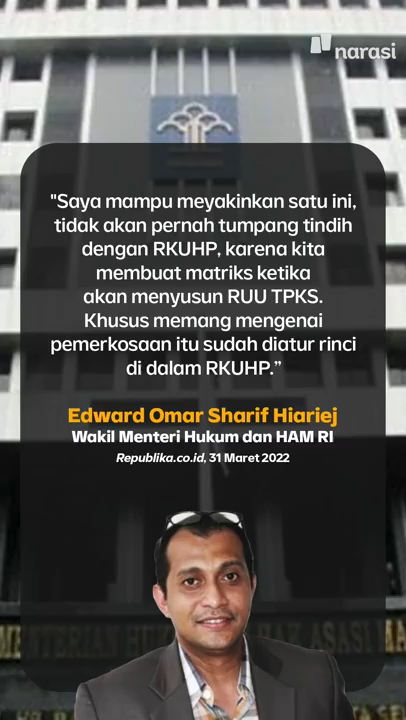 narasi
"Saya mampu meyakinkan satu ini,
tidak akan pernah tumpang tindih
dengan RKUHP, karena kita
membuat matriks ketika
akan menyusun RUU TPKS.
Khusus memang mengenai
pemerkosaan itu sudah diatur rinci
di dalam RKUHP.”
Edward Omar Sharif Hiariej
Wakil Menteri Hukum dan HAM RI
Republika.co.id, 31 Maret 2022